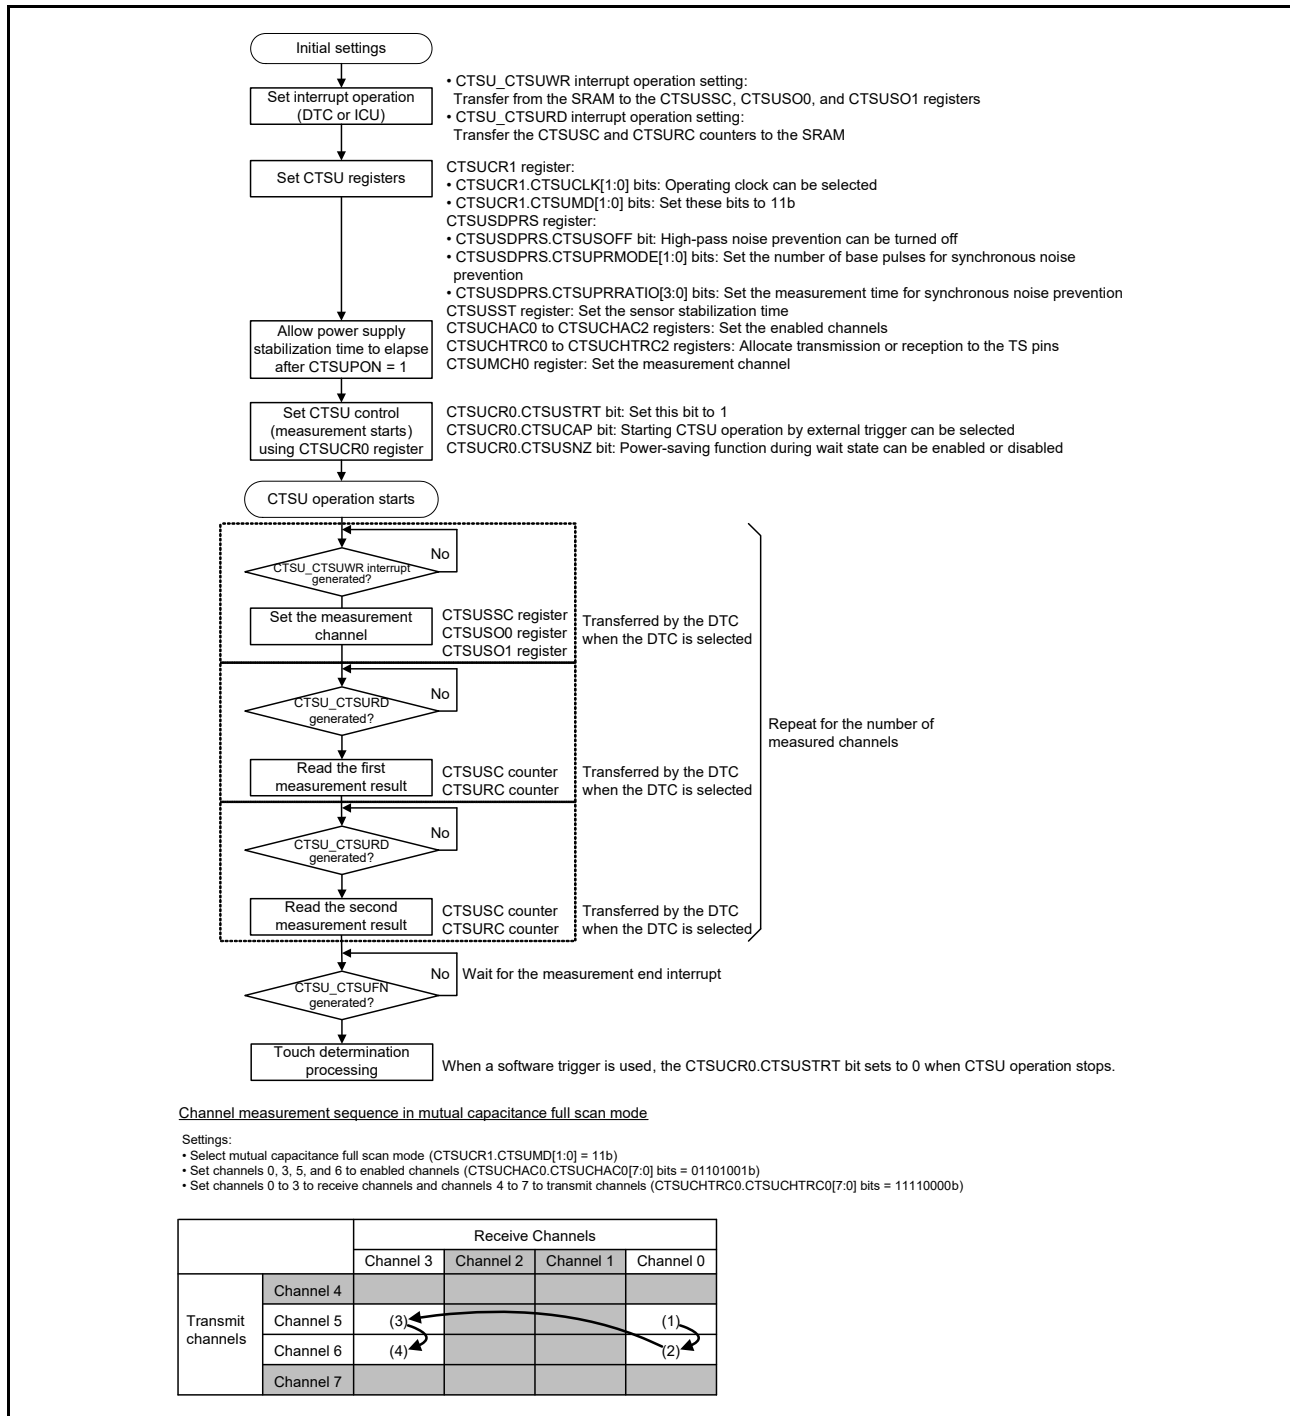 Initial settings
Set interrupt operation
(DTC or ICU)
• CTSU_CTSUWR interrupt operation setting:
Transfer from the SRAM to the CTSUSSC, CTSUSO0, and CTSUSO1 registers
• CTSU_CTSURD interrupt operation setting:
Transfer the CTSUSC and CTSURC counters to the SRAM
Set CTSU registers
CTSUCR1 register:
• CTSUCR1.CTSUCLK[1:0] bits: Operating clock can be selected
• CTSUCR1.CTSUMD[1:0] bits: Set these bits to 11b
CTSUSDPRS register:
• CTSUSDPRS.CTSUSOFF bit: High-pass noise prevention can be turned off
• CTSUSDPRS.CTSUPRMODE[1:0] bits: Set the number of base pulses for synchronous noise
prevention
• CTSUSDPRS.CTSUPRRATIO[3:0] bits: Set the measurement time for synchronous noise prevention
CTSUSST register: Set the sensor stabilization time
CTSUCHAC0 to CTSUCHAC2 registers: Set the enabled channels
CTSUCHTRC0 to CTSUCHTRC2 registers: Allocate transmission or reception to the TS pins
CTSUMCH0 register: Set the measurement channel
Allow power supply
stabilization time to elapse
after CTSUPON = 1
Set CTSU control
(measurement starts)
using CTSUCR0 register
CTSUCR0.CTSUSTRT bit: Set this bit to 1
CTSUCR0.CTSUCAP bit: Starting CTSU operation by external trigger can be selected
CTSUCR0.CTSUSNZ bit: Power-saving function during wait state can be enabled or disabled
CTSU operation starts
No
CTSU_CTSUWR interrupt
generated?
Set the measurement
channel
CTSUSSC register
CTSUSO0 register
CTSUSO1 register
Transferred by the DTC
when the DTC is selected
No
CTSU_CTSURD
generated?
Repeat for the number of
measured channels
Read the first
measurement result
CTSUSC counter
CTSURC counter
Transferred by the DTC
when the DTC is selected
No
CTSU_CTSURD
generated?
Read the second
measurement result
CTSUSC counter
CTSURC counter
Transferred by the DTC
when the DTC is selected
No
Wait for the measurement end interrupt
CTSU_CTSUFN
generated?
Touch determination
processing
When a software trigger is used, the CTSUCR0.CTSUSTRT bit sets to 0 when CTSU operation stops.
Channel measurement sequence in mutual capacitance full scan mode
Settings:
• Select mutual capacitance full scan mode (CTSUCR1.CTSUMD[1:0] = 11b)
• Set channels 0, 3, 5, and 6 to enabled channels (CTSUCHAC0.CTSUCHAC0[7:0] bits = 01101001b)
• Set channels 0 to 3 to receive channels and channels 4 to 7 to transmit channels (CTSUCHTRC0.CTSUCHTRC0[7:0] bits = 11110000b)
Receive Channels
Channel 3 Channel 2 Channel 1 Channel 0
Transmit
channels
Channel 4
Channel 5 (3) (1)
Channel 6 (4) (2)
Channel 7